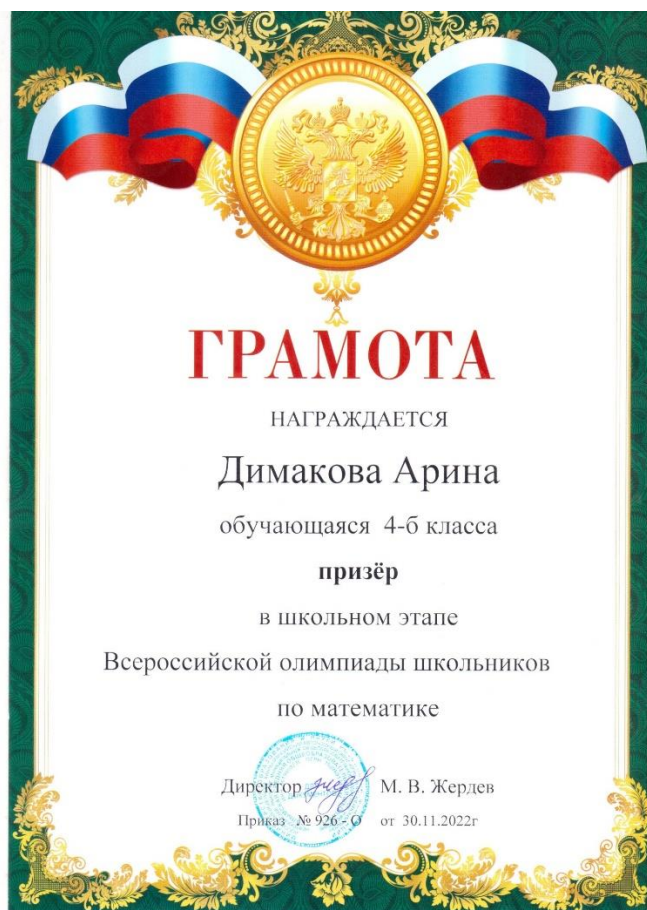 ГРАМОТА
НАГРАЖДАЕТСЯ
Димакова Арина
обучающаяся 4-б класса
призёр
в школьном этапе
Всероссийской олимпиады школьников
по математике
Директор М. В. Жердев
Приказ № 926 - О от 30.11.2022г